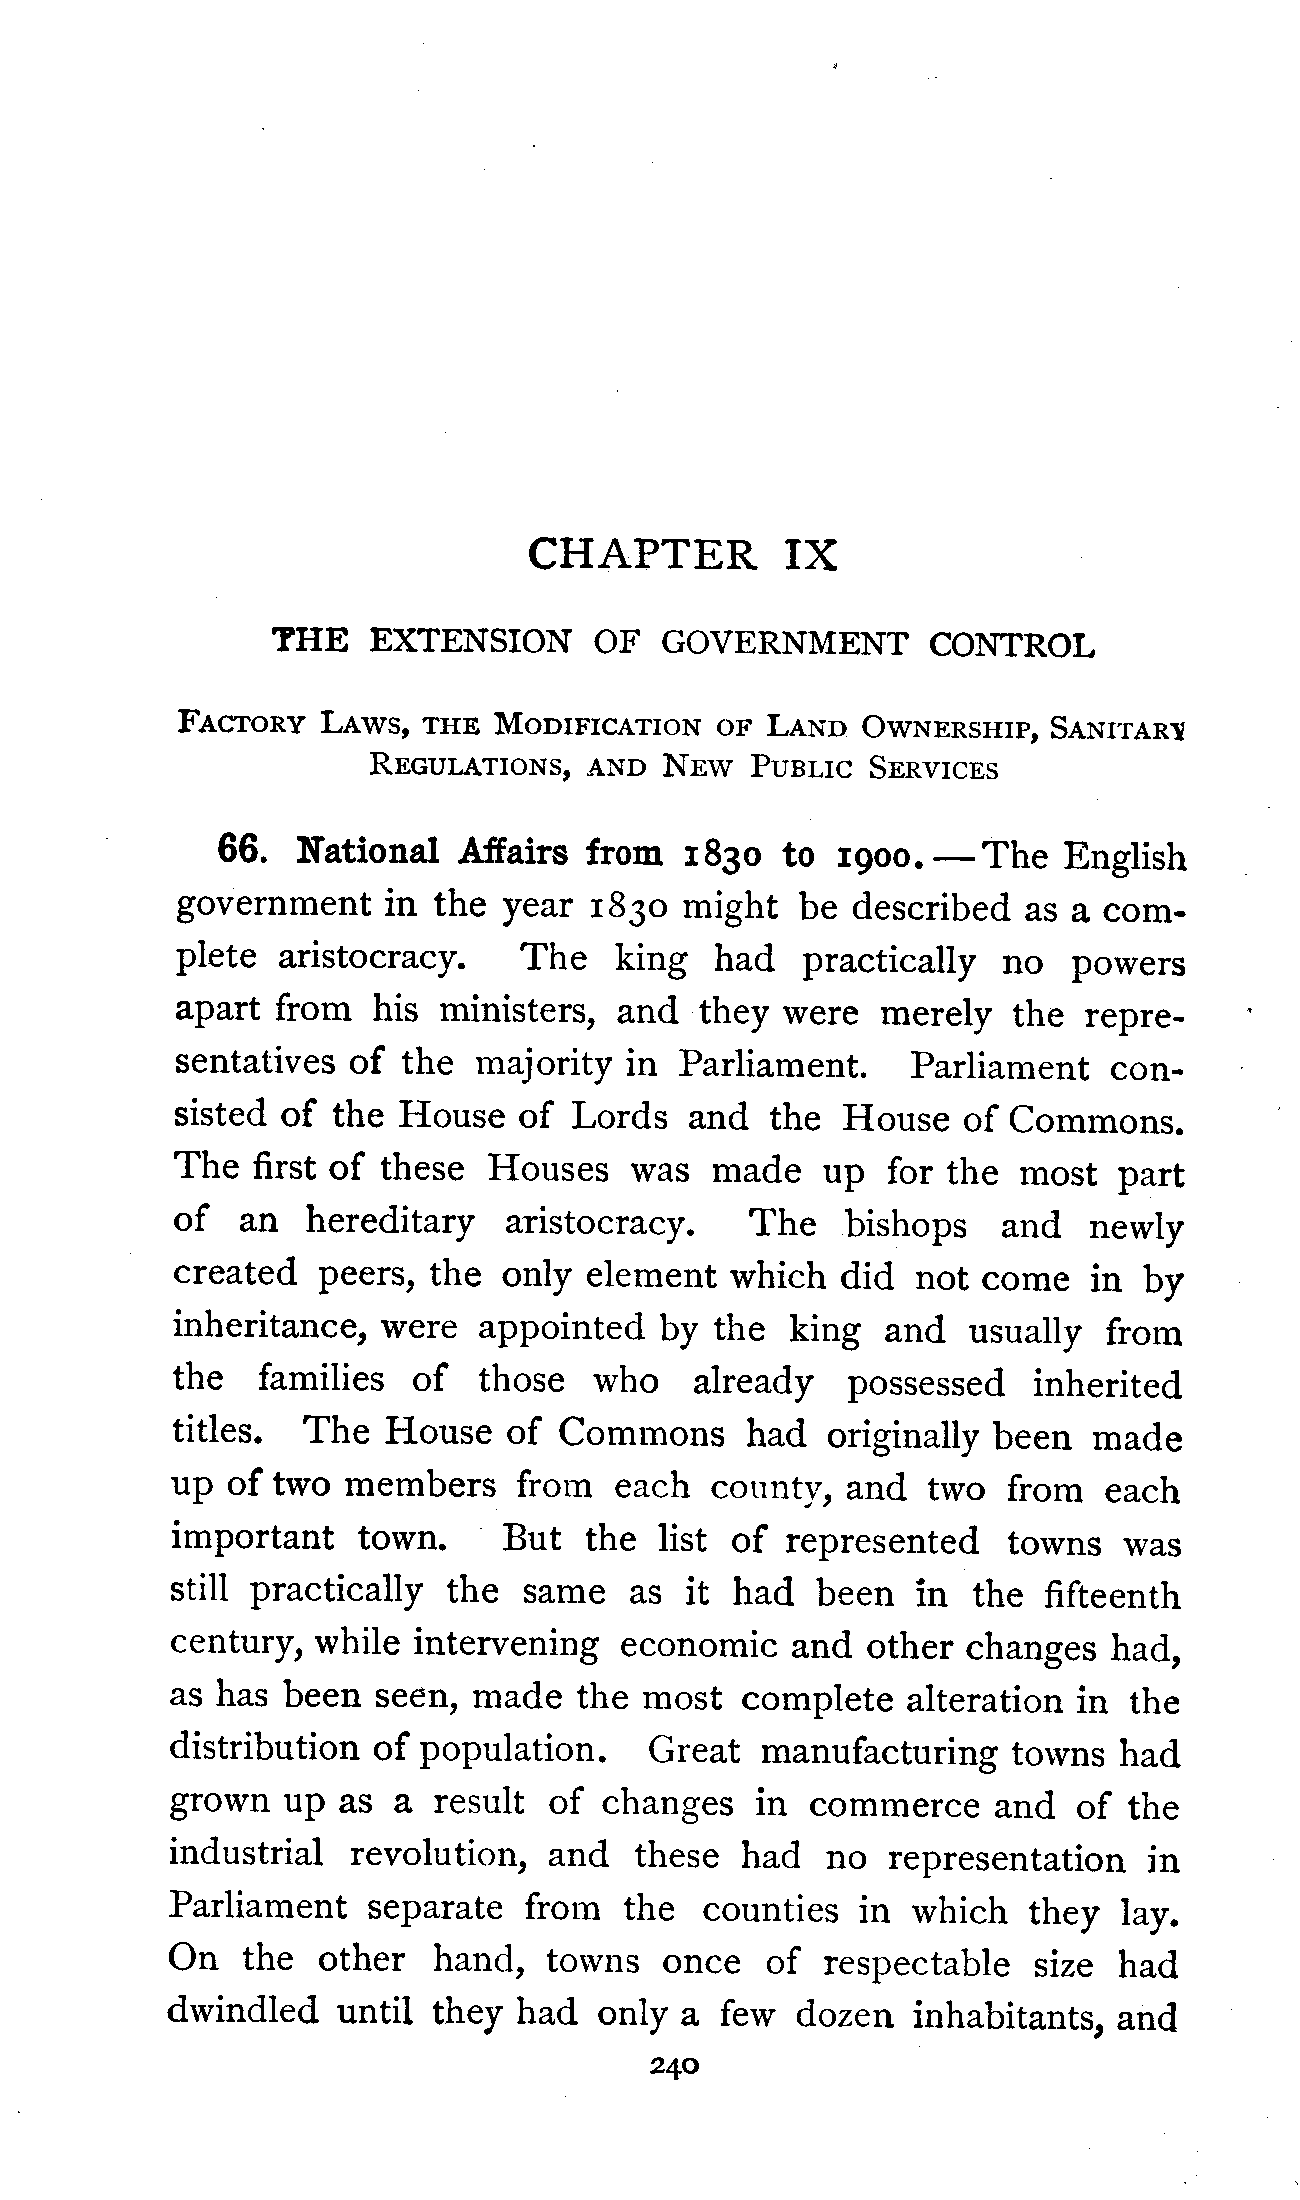 CHAPTER IX
THE EXTENSION OF GOVERNMENT CONTROL
FACTORY LAWS, THE MODIFICATION OF LAND OWNERSHIP, SANITARY
REGULATIONS, AND NEW PUBLIC SERVICES
66. National Affairs from 1830 to 1900. — The English
government in the year 1830 might be described as a com-
plete aristocracy. The king had practically no powers
apart from his ministers, and they were merely the repre-
sentatives of the majority in Parliament. Parliament con-
sisted of the House of Lords and the House of Commons.
The first of these Houses was made up for the most part
of an hereditary aristocracy. The bishops and newly
created peers, the only element which did not come in by
inheritance, were appointed by the king and usually from
the families of those who already possessed inherited
titles. The House of Commons had originally been made
up of two members from each county, and two from each
important town. But the list of represented towns was
still practically the same as it had been in the fifteenth
century, while intervening economic and other changes had,
as has been seen, made the most complete alteration in the
distribution of population. Great manufacturing towns had
grown up as a result of changes in commerce and of the
industrial revolution, and these had no representation in
Parliament separate from the counties in which they lay.
On the other hand, towns once of respectable size had
dwindled until they had only a few dozen inhabitants, and
240